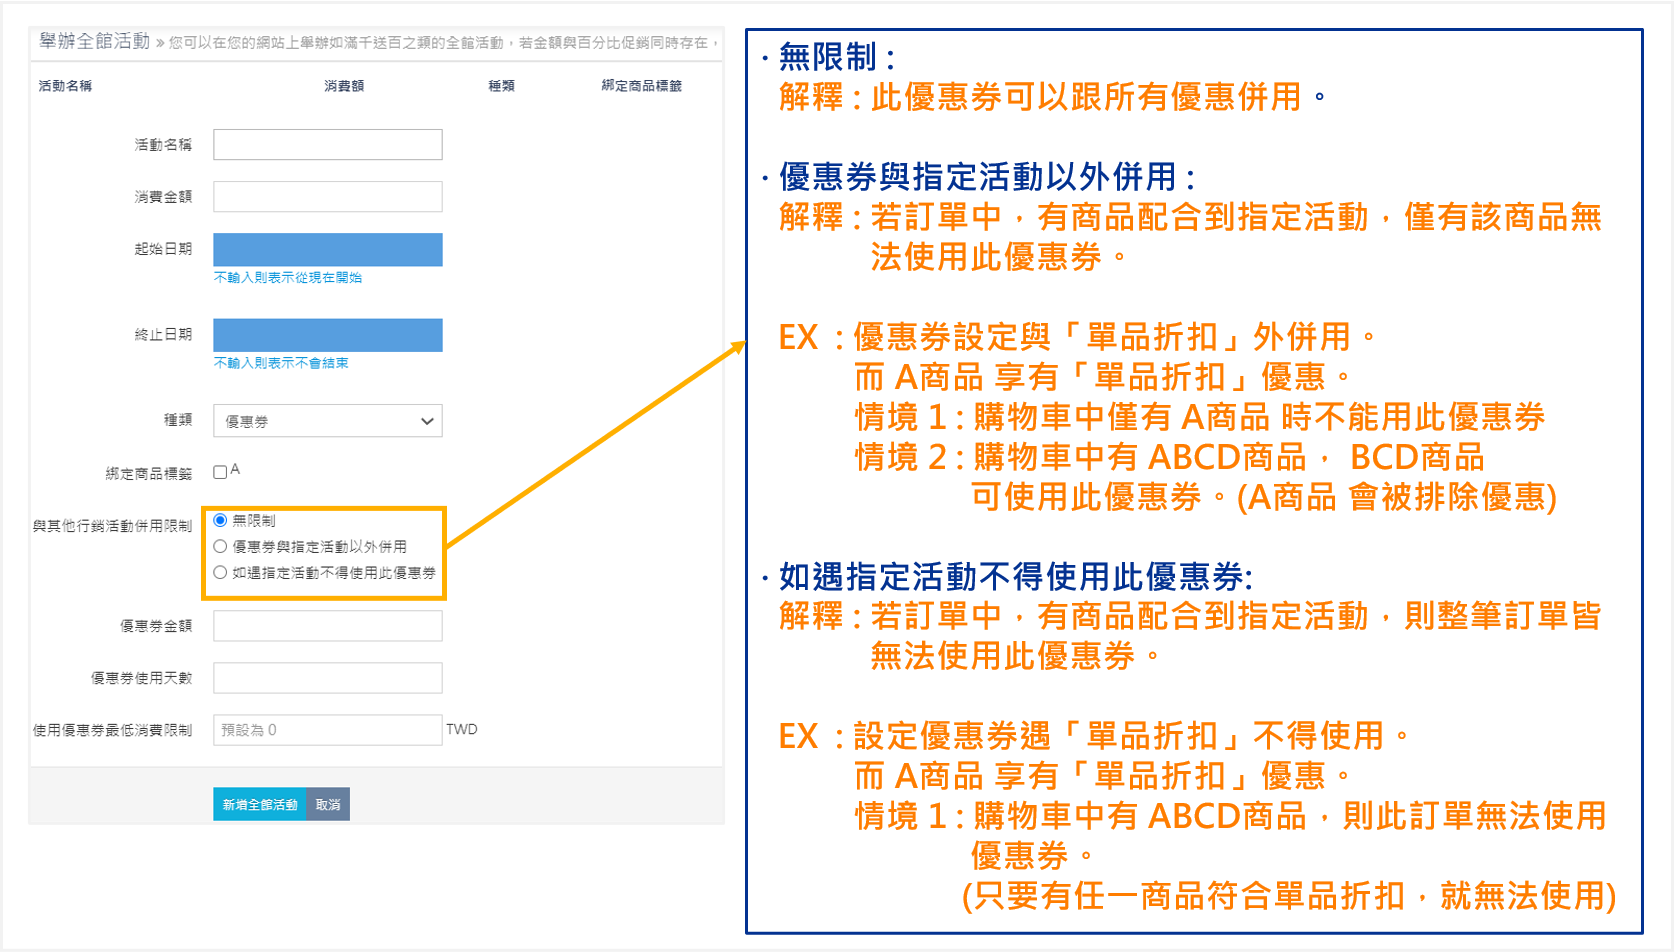 舉辦全館活動 » 您可以在您的網站上舉辦如滿千送百之類的全館活動，若金額與百分比促銷同時存在，
活動名稱 消費額 種類 綁定商品標籤
活動名稱
消費金額
起始日期
不輸入則表示從現在開始
終止日期
不輸入則表示不會結束
種類 優惠券
綁定商品標籤 A
與其他行銷活動併用限制 無限制
優惠券與指定活動以外併用
如遇指定活動不得使用此優惠券
優惠券金額
優惠券使用天數
使用優惠券最低消費限制 預設為 0 TWD
新增全館活動 取消
· 無限制 :
解釋 : 此優惠券可以跟所有優惠併用。
· 優惠券與指定活動以外併用 :
解釋 : 若訂單中，有商品配合到指定活動，僅有該商品無
法使用此優惠券。
EX : 優惠券設定與「單品折扣」外併用。
而 A商品 享有「單品折扣」優惠。
情境 1 : 購物車中僅有 A商品 時不能用此優惠券
情境 2 : 購物車中有 ABCD商品， BCD商品
可使用此優惠券。(A商品 會被排除優惠)
· 如遇指定活動不得使用此優惠券:
解釋 : 若訂單中，有商品配合到指定活動，則整筆訂單皆
無法使用此優惠券。
EX : 設定優惠券遇「單品折扣」不得使用。
而 A商品 享有「單品折扣」優惠。
情境 1 : 購物車中有 ABCD商品，則此訂單無法使用
優惠券。
(只要有任一商品符合單品折扣，就無法使用)